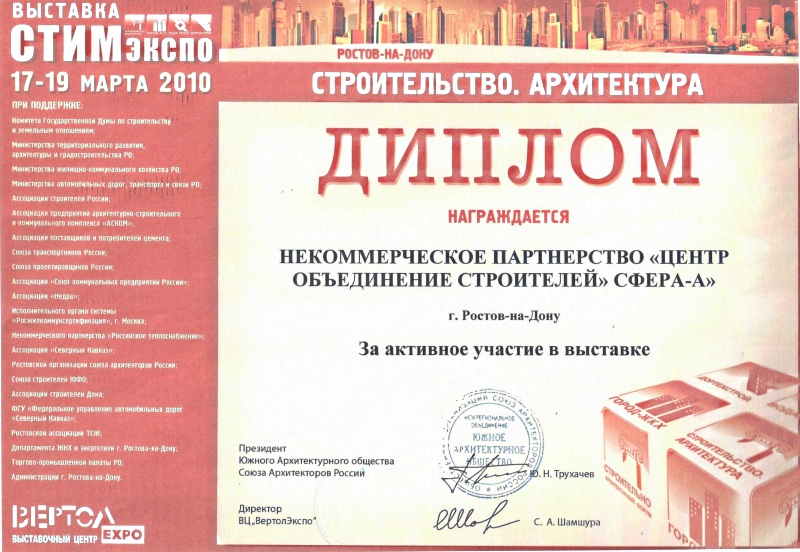 ВЫСТАВКА
СТИМэкспо
17-19 МАРТА 2010
ПРИ ПОДДЕРЖКЕ:
Комитета Государственной Думы по строительству
и земельным отношениям;
Министерства территориального развития,
архитектуры и градостроительства РО;
Министерства жилищно-коммунального хозяйства РО;
Министерства автомобильных дорог, транспорта и связи РО;
Ассоциации строителей России;
Ассоциации предприятий архитектурно-строительного
и коммунального комплекса «АСКОМ»;
Ассоциации поставщиков и потребителей цемента;
Союза транспортников России;
Союза проектировщиков России;
Ассоциации «Союз коммунальных предприятий России»;
Ассоциации «Недра»;
Исполнительного органа системы
«Росжилкоммунсертификация», г. Москва;
Некоммерческого партнерства «Российское теплоснабжение»;
Ассоциации «Северный Кавказ»;
Ростовской организации союза архитекторов России;
Союза строителей ЮФО;
Ассоциации строителей Дона;
ФГУ «Федеральное управление автомобильных дорог
«Северный Кавказ»;
Ростовской ассоциации ТСЖ;
Департамента ЖКХ и энергетики г. Ростова-на-Дону;
Торгово-промышленной палаты РО;
Администрации г. Ростова-на-Дону.
ВЕРТОЛ
ВЫСТАВОЧНЫЙ ЦЕНТР EXPO
РОСТОВ-НА-ДОНУ
СТРОИТЕЛЬСТВО. АРХИТЕКТУРА
ДИПЛОМ
НАГРАЖДАЕТСЯ
НЕКОММЕРЧЕСКОЕ ПАРТНЕРСТВО «ЦЕНТР
ОБЪЕДИНЕНИЕ СТРОИТЕЛЕЙ» СФЕРА-А»
г. Ростов-на-Дону
За активное участие в выставке
Президент
Южного Архитектурного общества
Союза Архитекторов России
Ю. Н. Трухачев
Директор
ВЦ„ВертолЭкспо"
С. А. Шамшура
МЕЖРЕГИОНАЛЬНОЕ
ОБЪЕДИНЕНИЕ
ЮЖНОЕ
АРХИТЕКТУРНОЕ
ОБЩЕСТВО
ГОРОД-ЖКХ
ДОРТЕХСТРОЙ
СТРОИТЕЛЬСТВО.
АРХИТЕКТУРА
СТРОИТЕЛЬНО